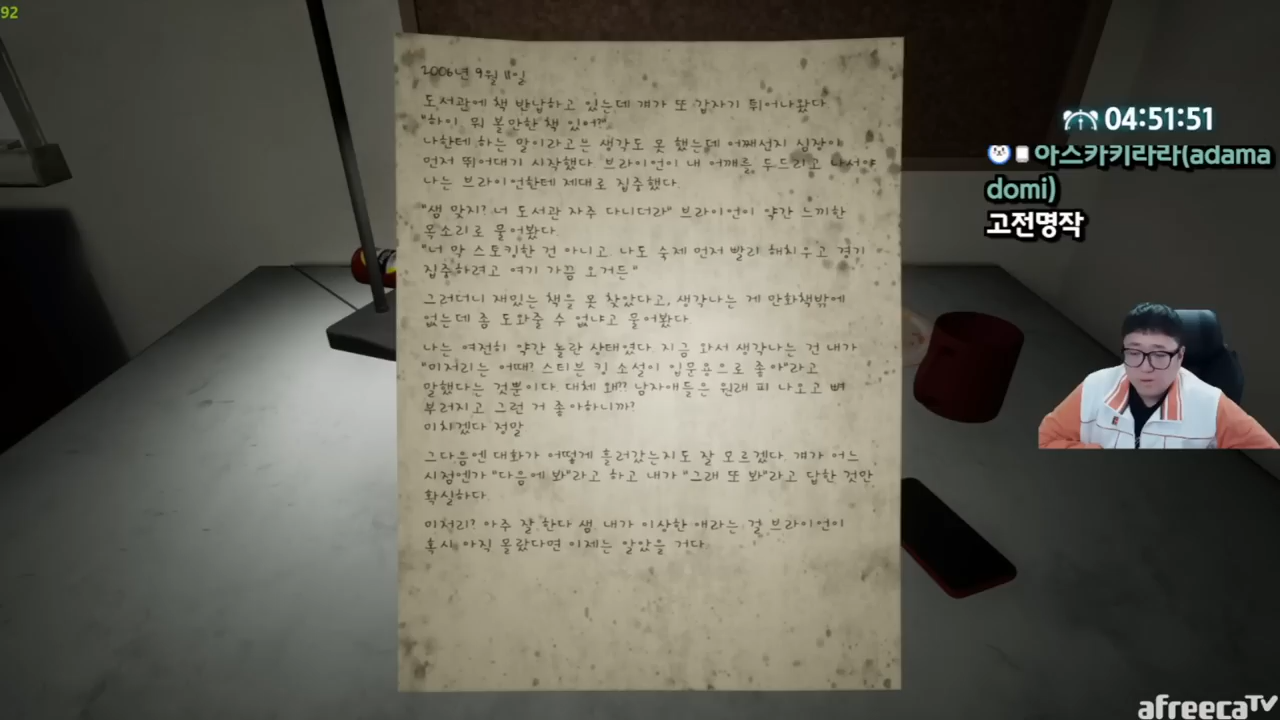 92
2006년 9월 11일
도서관에 책 반납하고 있는데 걔가 또 갑자기 튀어나왔다
"하이, 뭐 볼만한 책 있어?"
나한테 하는 말이라고는 생각도 못 했는데 어째선지 심장이
먼저 뛰어대기 시작했다. 브라이언이 내 어깨를 두드리고 나서야
나는 브라이언한테 제대로 집중했다.
"샘 맞지? 너 도서관 자주 다니더라" 브라이언이 약간 느끼한
목소리로 물어봤다.
"너 막 스토킹한 건 아니고. 나도 숙제 먼저 빨리 해치우고 경기
집중하려고 여기 가끔 오거든"
그러더니 재밌는 책을 못 찾았다고, 생각나는 게 만화책밖에
없는데 좀 도와줄 수 없냐고 물어봤다.
나는 여전히 약간 놀란 상태였다. 지금 와서 생각나는 건 내가
"미저리는 어때? 스티븐 킹 소설이 입문용으로 좋아"라고
말했다는 것뿐이다. 대체 왜?? 남자애들은 원래 피 나오고 뼈
부러지고 그런 거 좋아하니까?
미치겠다 정말
그다음엔 대화가 어떻게 흘러갔는지도 잘 모르겠다. 걔가 어느
시점엔가 "다음에 봐"라고 하고 내가 "그래 또 봐"라고 답한 것만
확실하다.
미저리? 아주 잘 한다 샘. 내가 이상한 애라는 걸 브라이언이
혹시 아직 몰랐다면 이제는 알았을 거다.
04:51:51
아스카키라라(adama
domi)
고전명작
afreecaTV